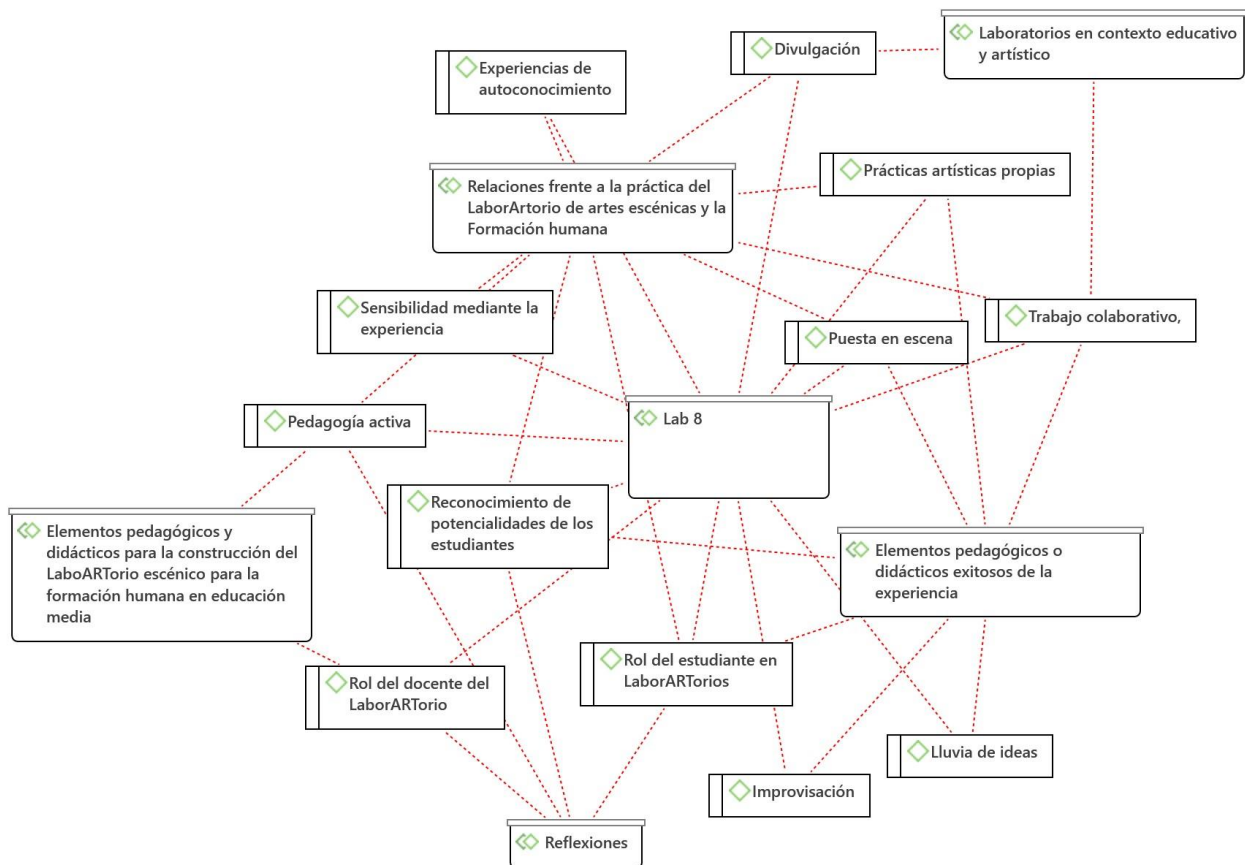 Laboratorios en contexto educativo
y artístico
Divulgación
Experiencias de
autoconocimiento
Prácticas artísticas propias
Relaciones frente a la práctica del
LaborArtorio de artes escénicas y la
Formación humana
Sensibilidad mediante la
experiencia
Trabajo colaborativo,
Puesta en escena
Pedagogía activa
Lab 8
Reconocimiento de
potencialidades de los
estudiantes
Elementos pedagógicos y
didácticos para la construcción del
LaboARTorio escénico para la
formación humana en educación
media
Elementos pedagógicos o
didácticos exitosos de la
experiencia
Rol del estudiante en
LaborARTorios
Rol del docente del
LaborARTorio
Lluvia de ideas
Improvisación
Reflexiones